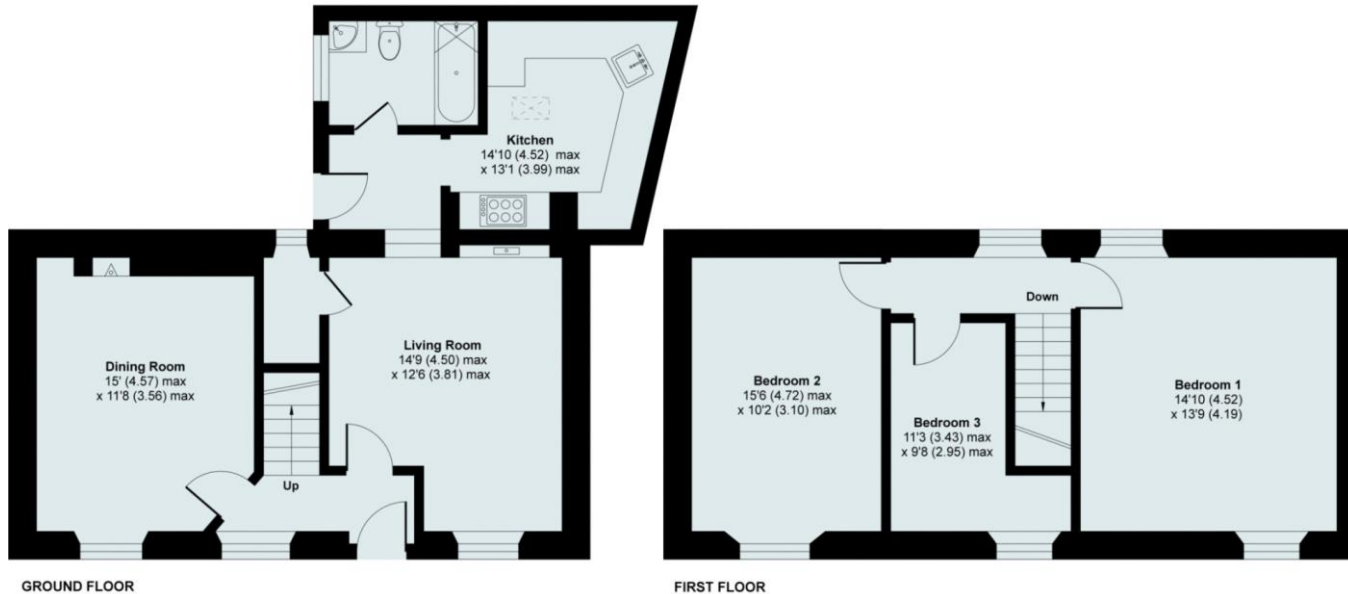 Kitchen
14'10 (4.52) max
x 13'1 (3.99) max
Living Room
14'9 (4.50) max
x 12'6 (3.81) max
Dining Room
15' (4.57) max
x 11'8 (3.56) max
Up
GROUND FLOOR
Down
Bedroom 2
15'6 (4.72) max
x 10'2 (3.10) max
Bedroom 3
11'3 (3.43) max
x 9'8 (2.95) max
Bedroom 1
14'10 (4.52)
x 13'9 (4.19)
FIRST FLOOR